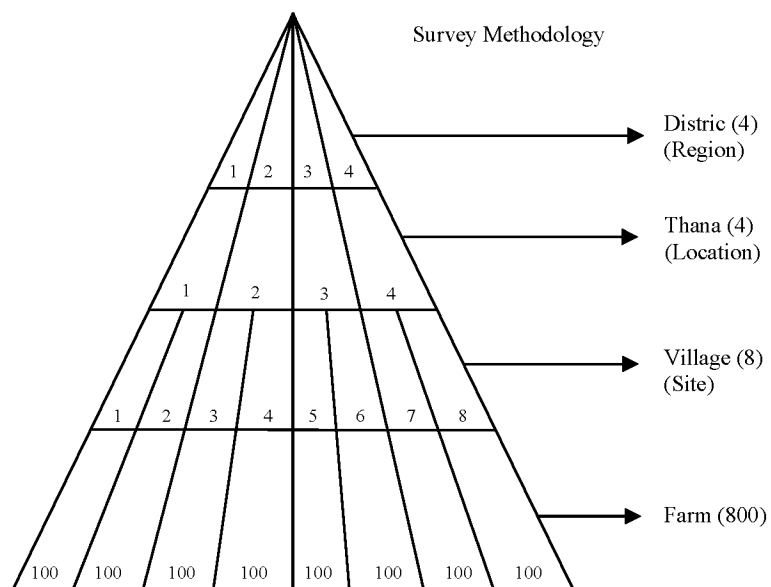 Survey Methodology
Distric (4)
(Region)
1 2 3 4
Thana (4)
(Location)
1 2 3 4
Village (8)
(Site)
1 2 3 4 5 6 7 8
Farm (800)
100 100 100 100 100 100 100 100